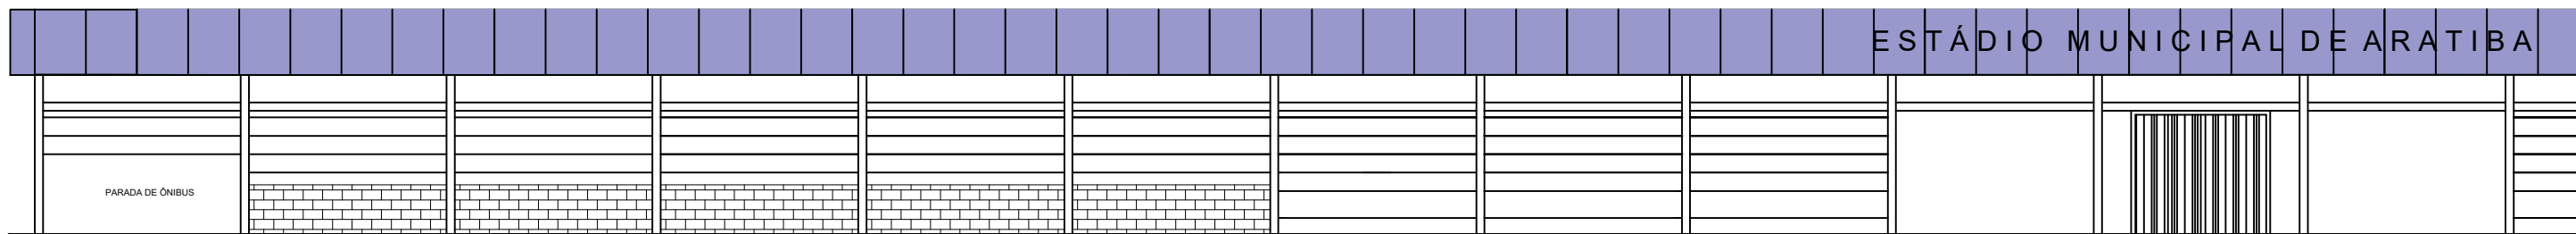 ESTÁDIO MUNICIPAL DE ARATIBA
PARADA DE ÔNIBUS